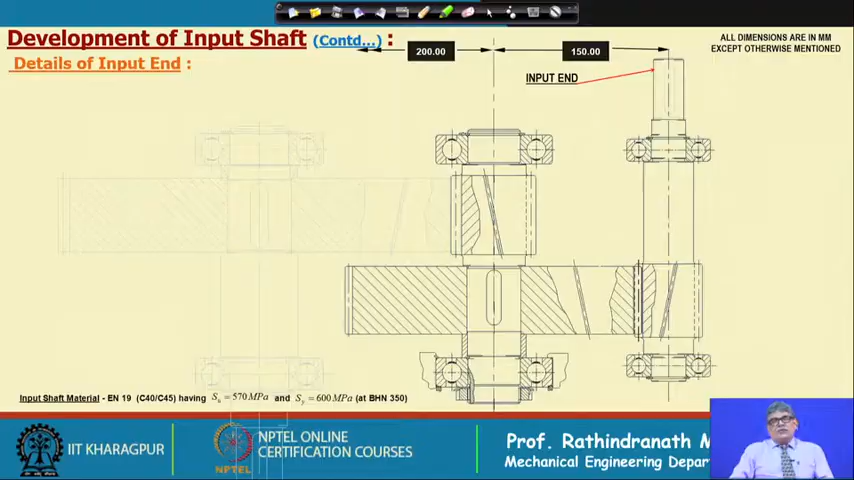 Development of Input Shaft (Contd...) :
Details of Input End :
200.00
150.00
ALL DIMENSIONS ARE IN MM
EXCEPT OTHERWISE MENTIONED
INPUT END
Input Shaft Material - EN 19 (C40/C45) having Su = 570 MPa and Sy = 600 MPa (at BHN 350)
IIT KHARAGPUR
NPTEL
NPTEL ONLINE
CERTIFICATION COURSES
Prof. Rathindranath M
Mechanical Engineering Depar